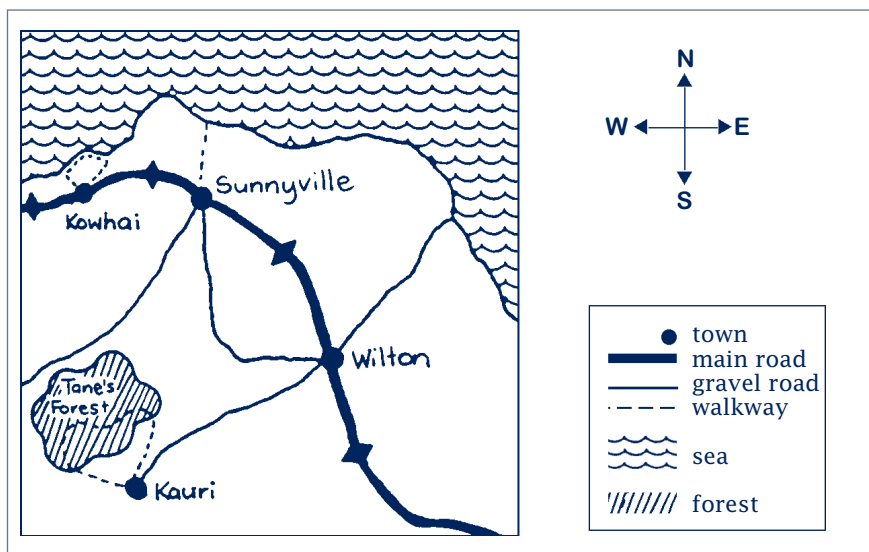 N
W E
S
Sunnyville
Kowhai
Wilton
Tane's
Forest
Kauri
town
main road
gravel road
walkway
sea
forest